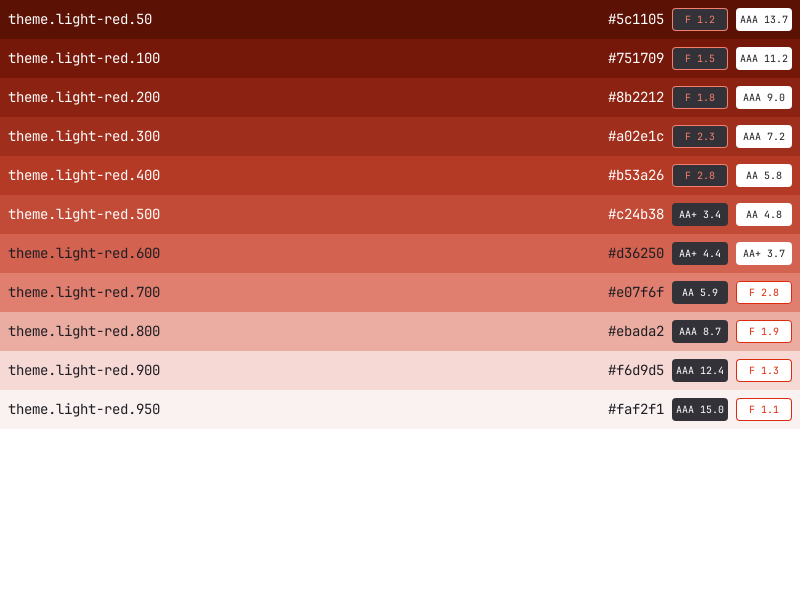 theme.light-red.50 #5c1105 F 1.2 AAA 13.7
theme.light-red.100 #751709 F 1.5 AAA 11.2
theme.light-red.200 #8b2212 F 1.8 AAA 9.0
theme.light-red.300 #a02e1c F 2.3 AAA 7.2
theme.light-red.400 #b53a26 F 2.8 AA 5.8
theme.light-red.500 #c24b38 AA+ 3.4 AA 4.8
theme.light-red.600 #d36250 AA+ 4.4 AA+ 3.7
theme.light-red.700 #e07f6f AA 5.9 F 2.8
theme.light-red.800 #ebada2 AAA 8.7 F 1.9
theme.light-red.900 #f6d9d5 AAA 12.4 F 1.3
theme.light-red.950 #faf2f1 AAA 15.0 F 1.1